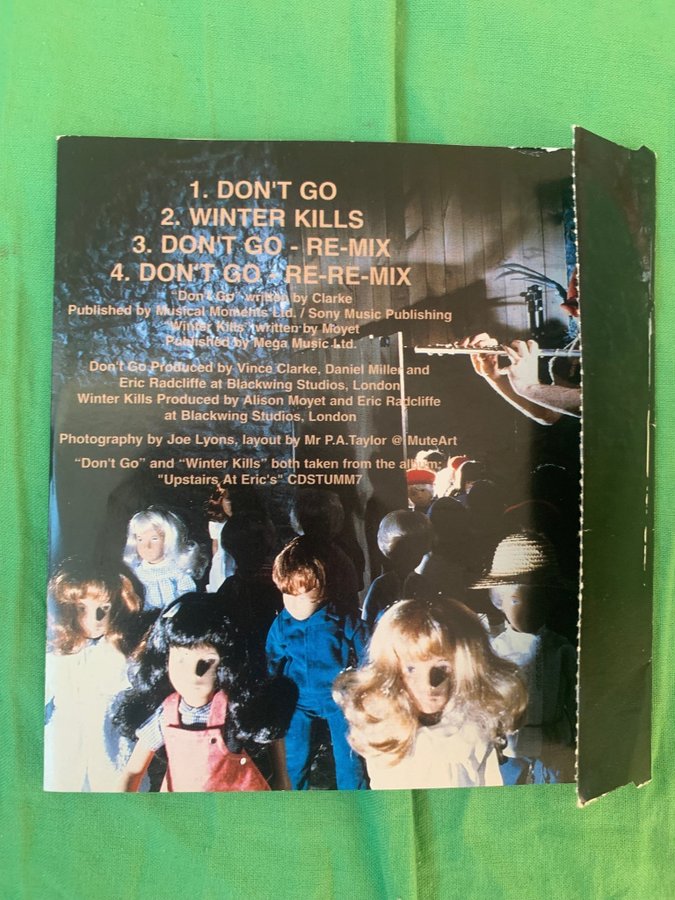 1. DON'T GO
2. WINTER KILLS
3. DON'T GO - RE-MIX
4. DON'T GO - RE-RE-MIX
"Don't Go" written by Clarke
Published by Musical Moments Ltd. / Sony Music Publishing
"Winter Kills" written by Moyet
Published by Mega Music Ltd.
Don't Go Produced by Vince Clarke, Daniel Miller and
Eric Radcliffe at Blackwing Studios, London
Winter Kills Produced by Alison Moyet and Eric Radcliffe
at Blackwing Studios, London
Photography by Joe Lyons, layout by Mr P.A.Taylor @ MuteArt
"Don't Go" and "Winter Kills" both taken from the album;
"Upstairs At Eric's" CDSTUMM7